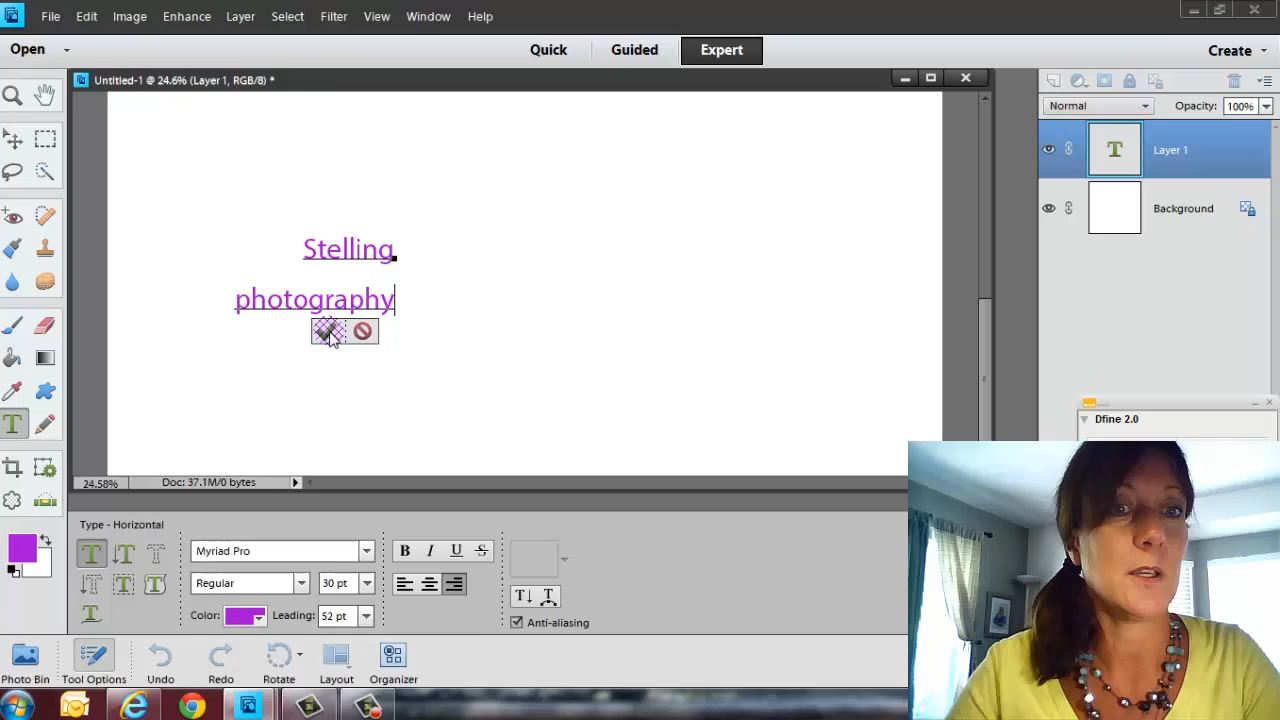 File Edit Image Enhance Layer Select Filter View Window Help
Open Quick Guided Expert Create
Untitled-1 @ 24.6% (Layer 1, RGB/8) *
Normal Opacity: 100%
T Layer 1
Background
Stelling
photography
Dfine 2.0
24.58% Doc: 37.1M/0 bytes
Type - Horizontal
Myriad Pro B I U S
Regular 30 pt
Color: Leading: 52 pt
Anti-aliasing
Photo Bin Tool Options Undo Redo Rotate Layout Organizer